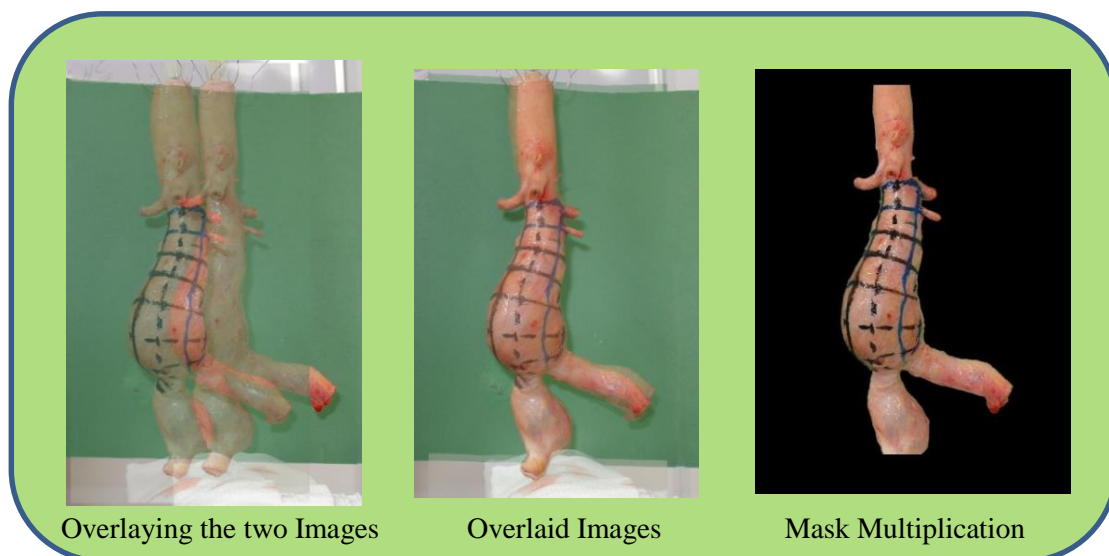 Overlaying the two Images
Overlaid Images
Mask Multiplication